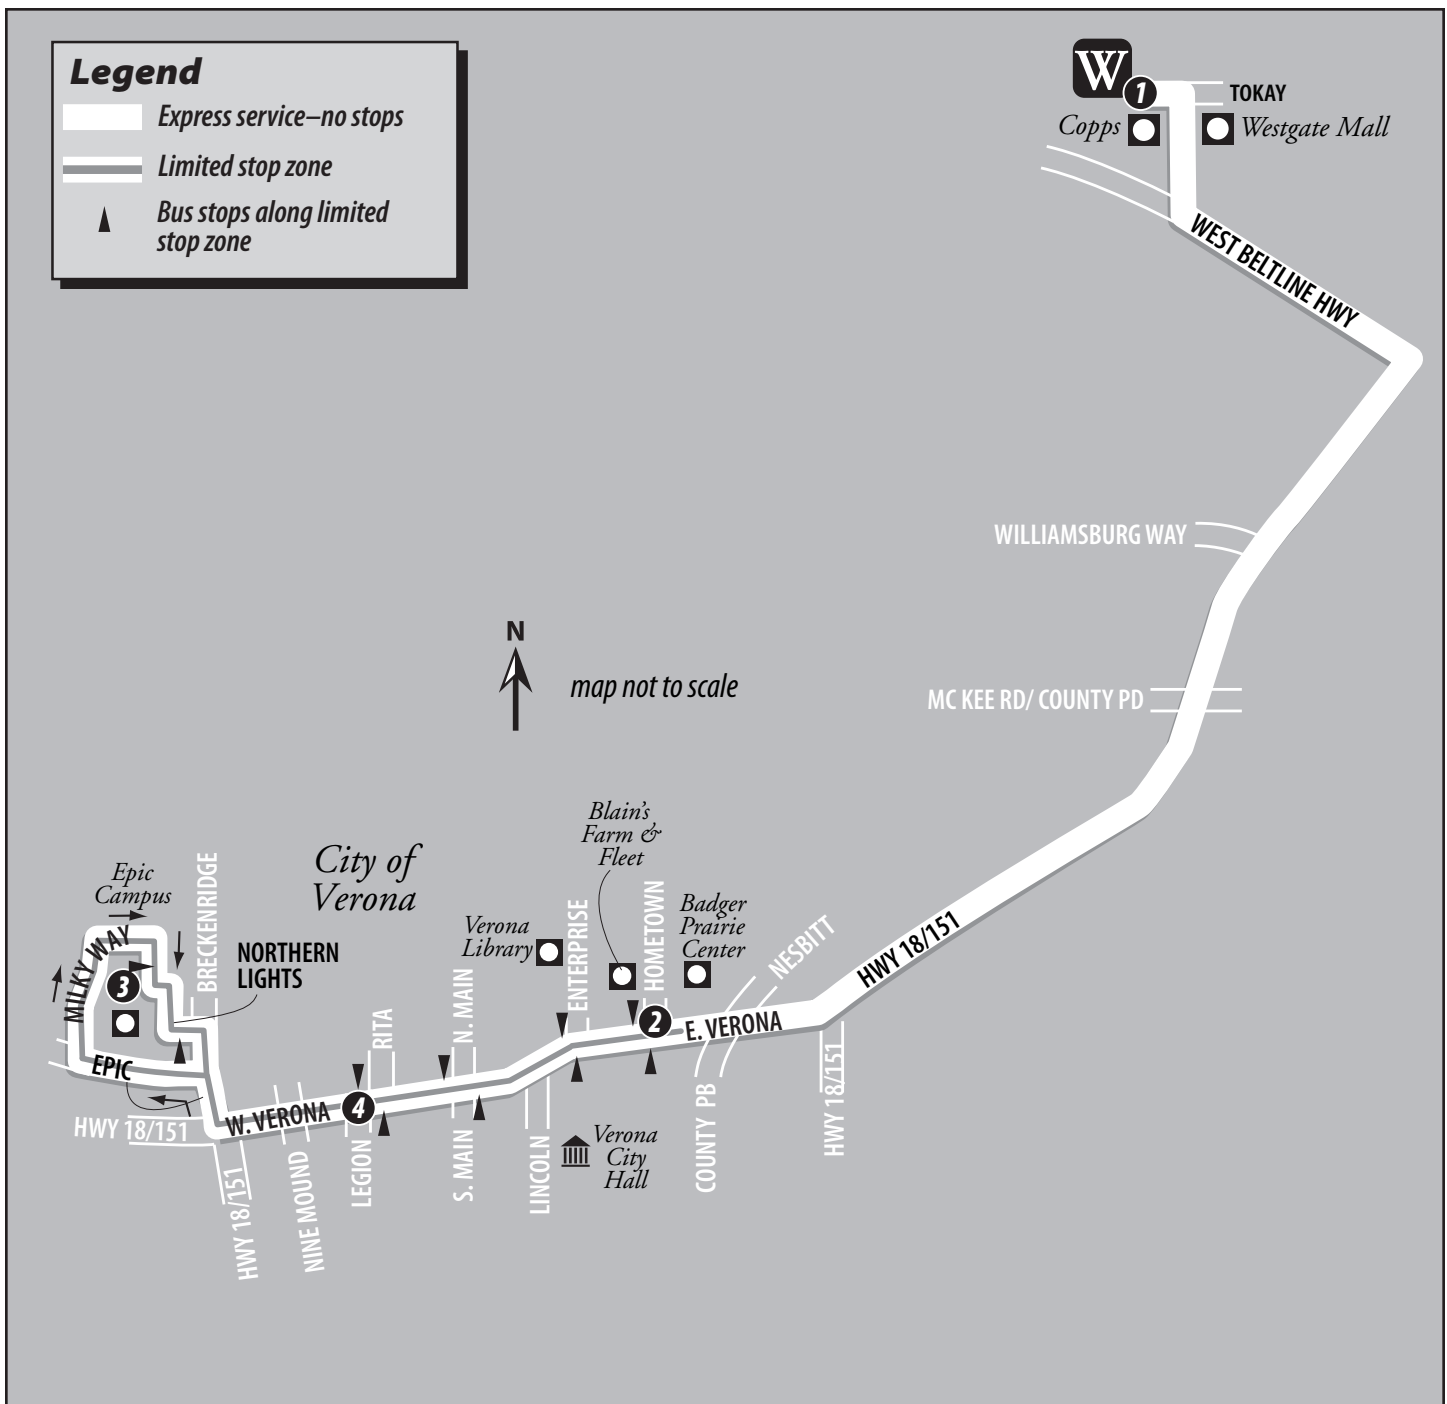 Legend
Express service–no stops
Limited stop zone
Bus stops along limited
stop zone
W
1
TOKAY
Copps
Westgate Mall
WEST BELTLINE HWY
WILLIAMSBURG WAY
N
map not to scale
MC KEE RD/ COUNTY PD
Blain's
Farm &
Fleet
City of
Verona
Epic
Campus
BRECKENRIDGE
NORTHERN
LIGHTS
MILKY WAY
3
EPIC
Verona
Library
ENTERPRISE
HOMETOWN
Badger
Prairie
Center
NESBITT
HWY 18/151
2
E. VERONA
N. MAIN
RITA
4
W. VERONA
HWY 18/151
HWY 18/151
NINE MOUND
LEGION
S. MAIN
LINCOLN
Verona
City
Hall
COUNTY PB
HWY 18/151